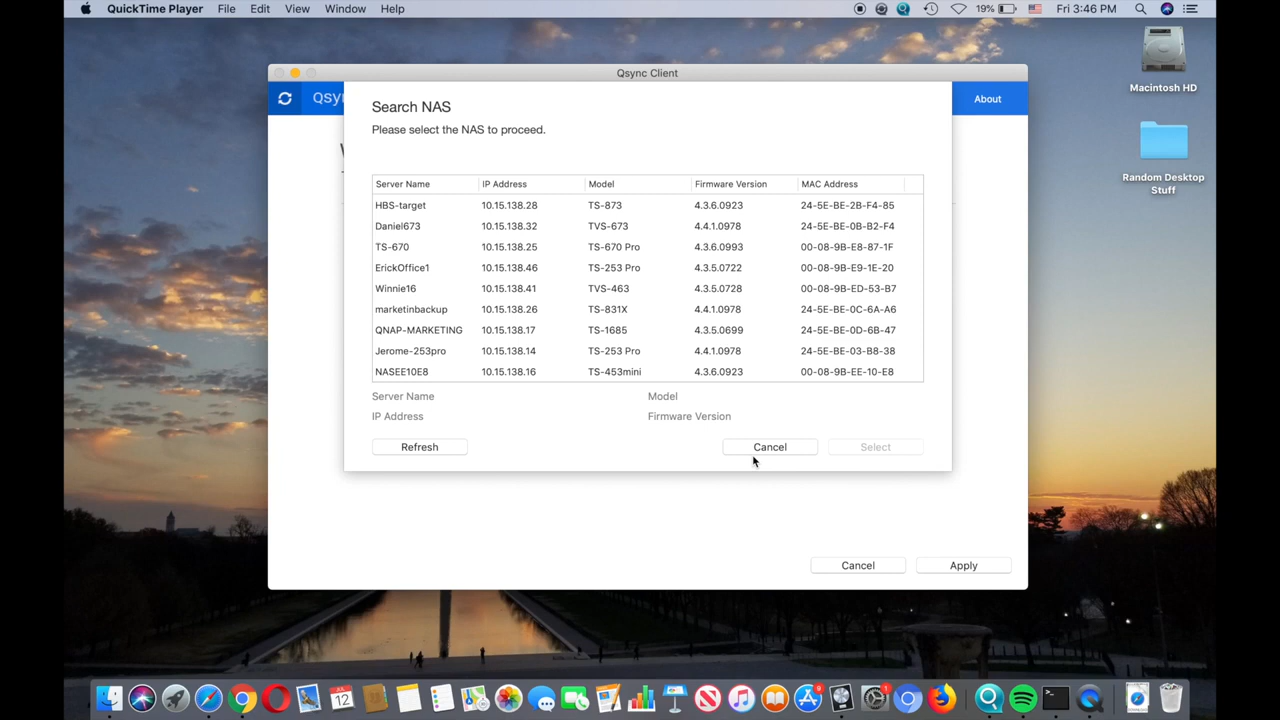 QuickTime Player File Edit View Window Help 19% Fri 3:46 PM
Macintosh HD
Random Desktop
Stuff
Qsync Client
Qsy
About
Search NAS
Please select the NAS to proceed.
Server Name IP Address Model Firmware Version MAC Address
HBS-target 10.15.138.28 TS-873 4.3.6.0923 24-5E-BE-2B-F4-85
Daniel673 10.15.138.32 TVS-673 4.4.1.0978 24-5E-BE-0B-B2-F4
TS-670 10.15.138.25 TS-670 Pro 4.3.6.0993 00-08-9B-E8-87-1F
ErickOffice1 10.15.138.46 TS-253 Pro 4.3.5.0722 00-08-9B-E9-1E-20
Winnie16 10.15.138.41 TVS-463 4.3.5.0728 00-08-9B-ED-53-B7
marketinbackup 10.15.138.26 TS-831X 4.4.1.0978 24-5E-BE-0C-6A-A6
QNAP-MARKETING 10.15.138.17 TS-1685 4.3.5.0699 24-5E-BE-0D-6B-47
Jerome-253pro 10.15.138.14 TS-253 Pro 4.4.1.0978 24-5E-BE-03-B8-38
NASEE10E8 10.15.138.16 TS-453mini 4.3.6.0923 00-08-9B-EE-10-E8
Server Name Model
IP Address Firmware Version
Refresh Cancel Select
Cancel Apply